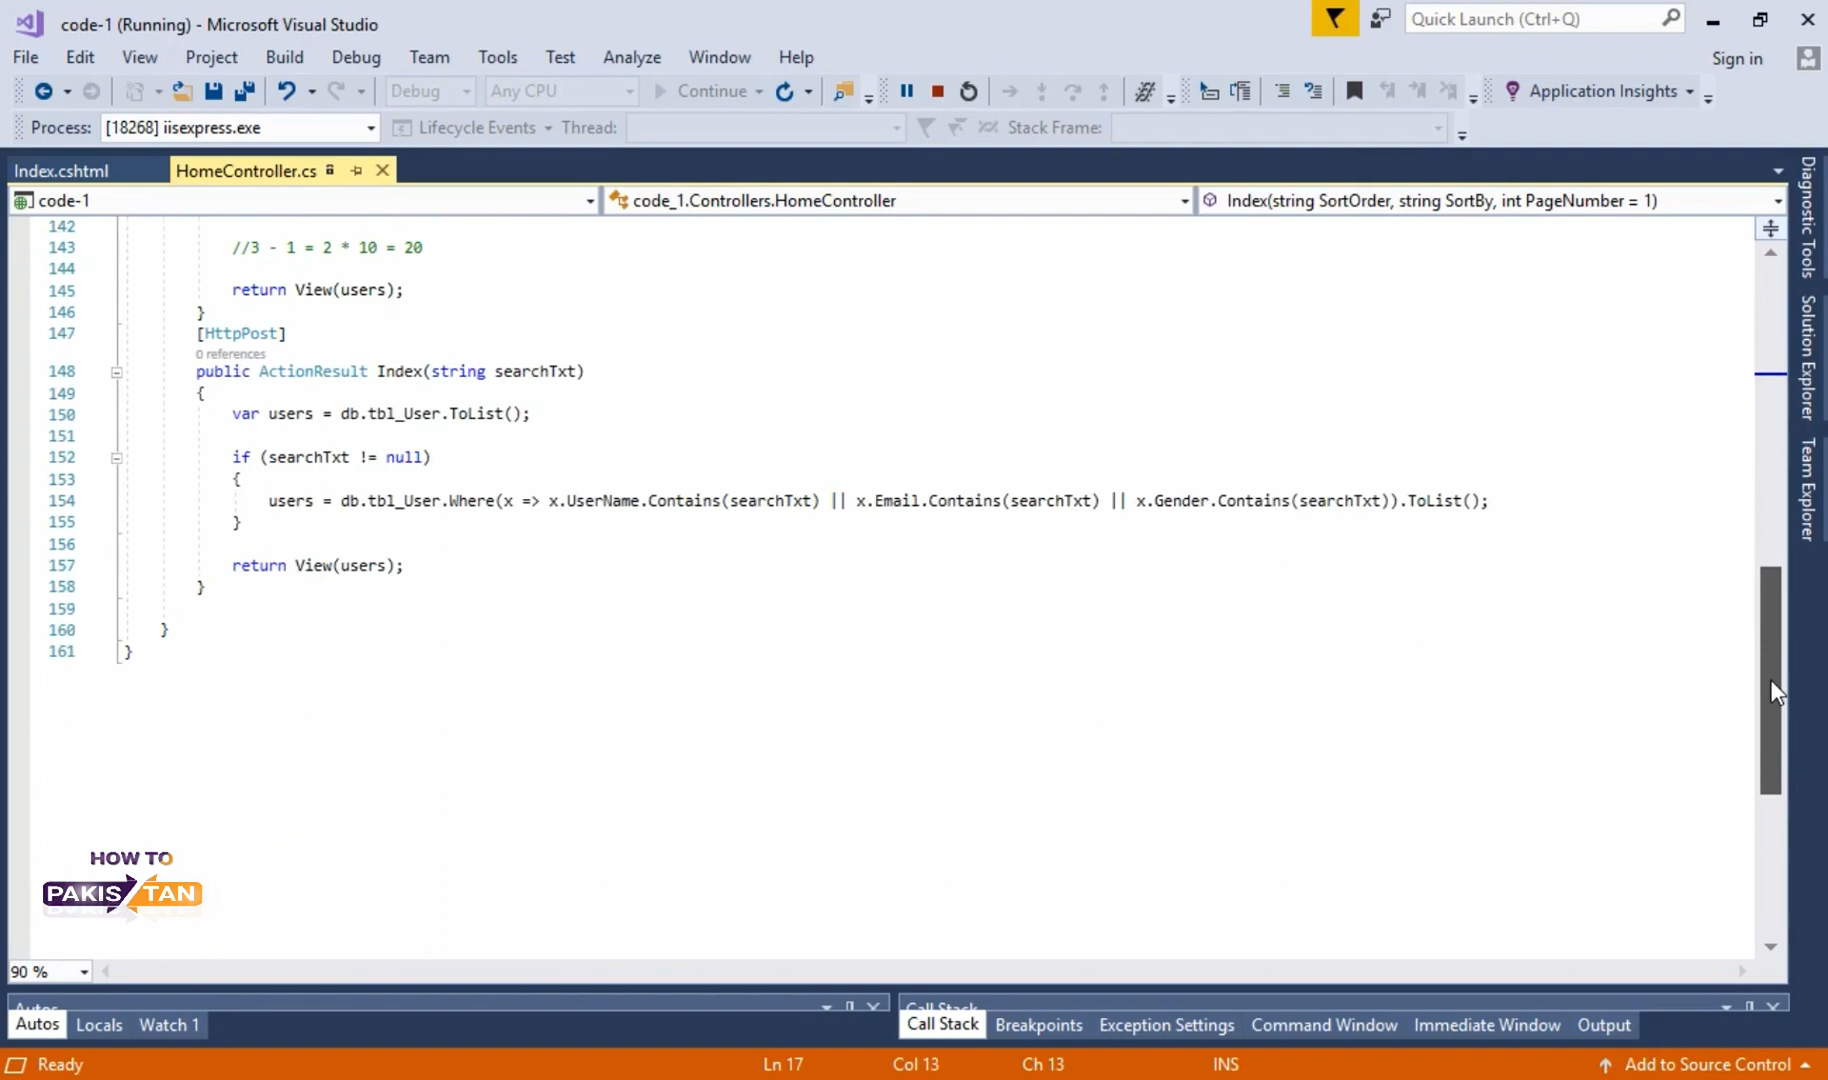 code-1 (Running) - Microsoft Visual Studio
Quick Launch (Ctrl+Q)
File Edit View Project Build Debug Team Tools Test Analyze Window Help
Sign in
Debug Any CPU Continue Application Insights
Process: [18268] iisexpress.exe Lifecycle Events Thread: Stack Frame:
Index.cshtml HomeController.cs
code-1 code_1.Controllers.HomeController Index(string SortOrder, string SortBy, int PageNumber = 1)
Diagnostic Tools
Solution Explorer
Team Explorer
142
143 //3 - 1 = 2 * 10 = 20
144
145 return View(users);
146 }
147 [HttpPost]
0 references
148 public ActionResult Index(string searchTxt)
149 {
150 var users = db.tbl_User.ToList();
151
152 if (searchTxt != null)
153 {
154 users = db.tbl_User.Where(x => x.UserName.Contains(searchTxt) || x.Email.Contains(searchTxt) || x.Gender.Contains(searchTxt)).ToList();
155 }
156
157 return View(users);
158 }
159
160 }
161 }
HOW TO
PAKISTAN
90 %
Autos Call Stack
Autos Locals Watch 1 Call Stack Breakpoints Exception Settings Command Window Immediate Window Output
Ready Ln 17 Col 13 Ch 13 INS Add to Source Control